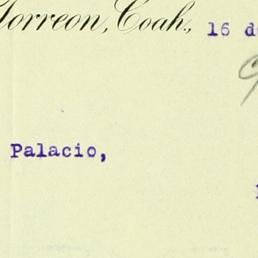 Torreon, Coah., 16 d
Palacio,